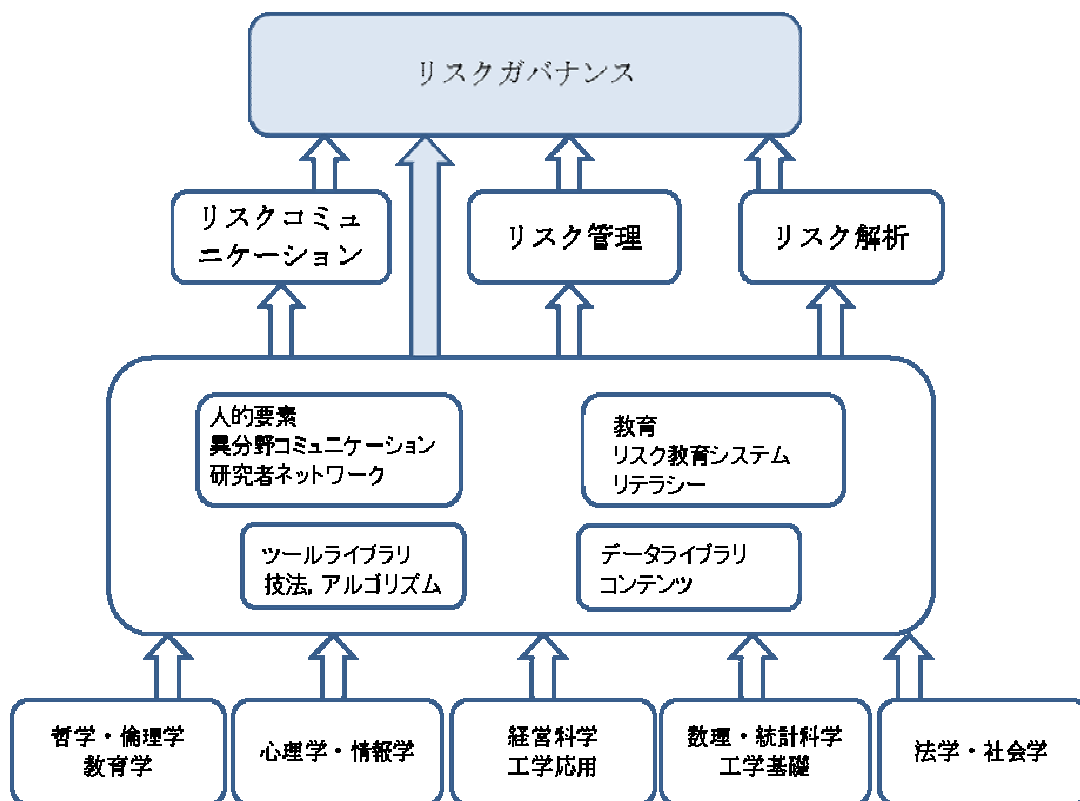 リスクガバナンス
リスクコミュ
ニケーション
リスク管理
リスク解析
人的要素
異分野コミュニケーション
研究者ネットワーク
教育
リスク教育システム
リテラシー
ツールライブラリ
技法，アルゴリズム
データライブラリ
コンテンツ
哲学・倫理学
教育学
心理学・情報学
経営科学
工学応用
数理・統計科学
工学基礎
法学・社会学